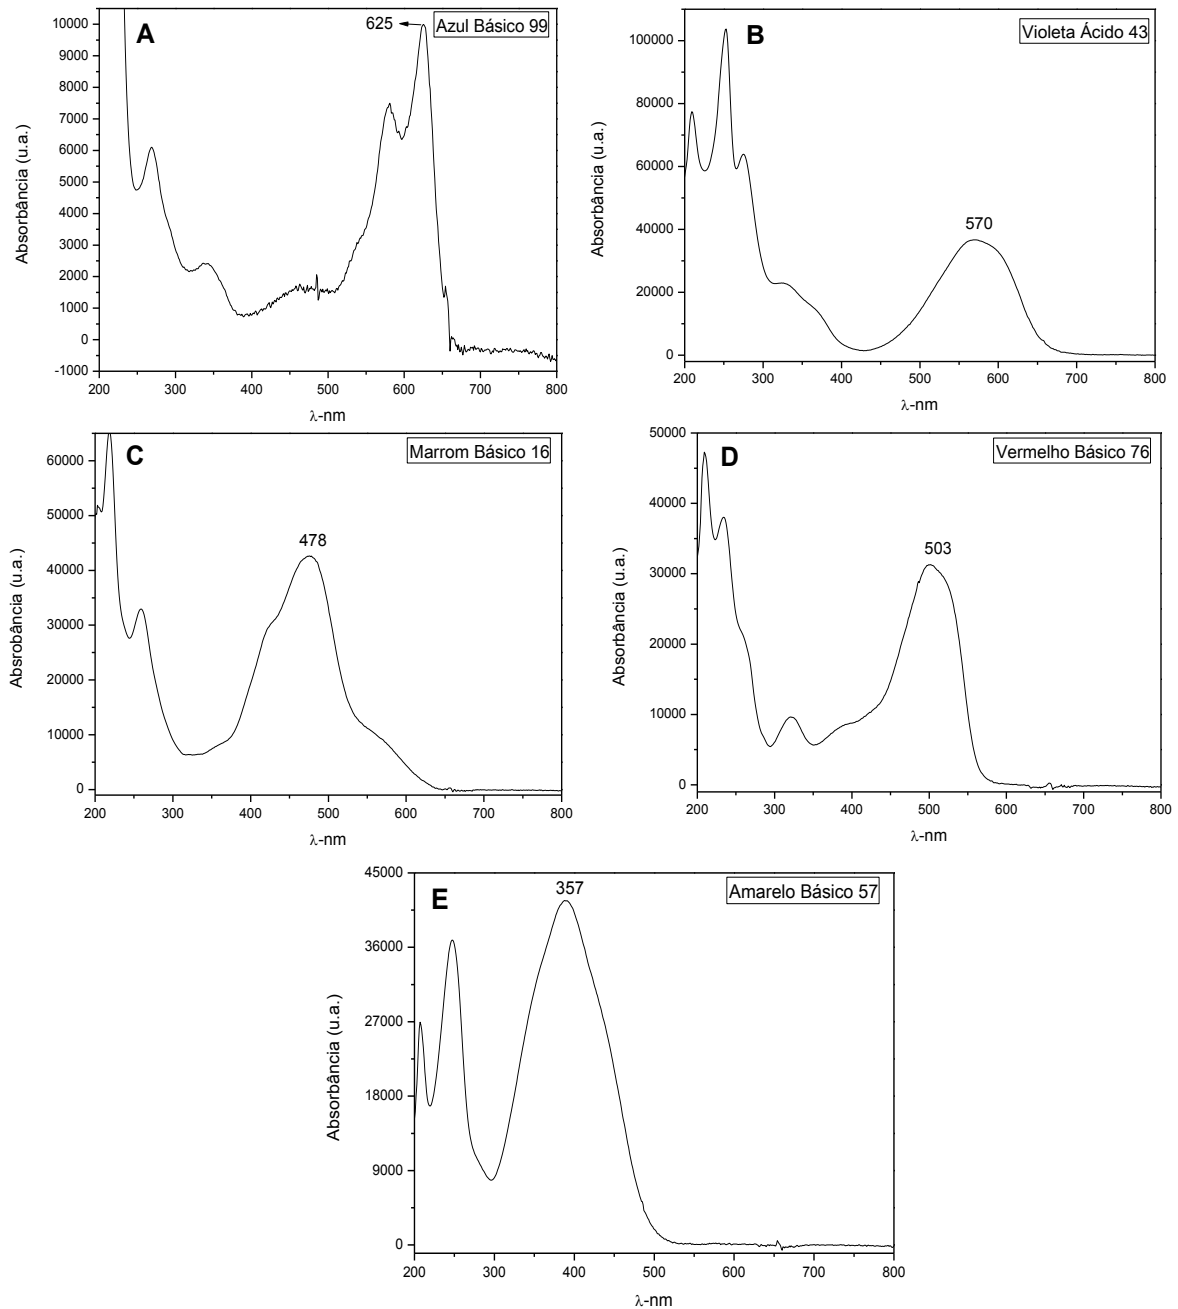 A
625
Azul Básico 99
Absorbância (u.a.)
10000
9000
8000
7000
6000
5000
4000
3000
2000
1000
0
-1000
200 300 400 500 600 700 800
λ-nm
B
Violeta Ácido 43
570
Absorbância (u.a.)
100000
80000
60000
40000
20000
0
200 300 400 500 600 700 800
λ-nm
C
Marrom Básico 16
478
Absrobância (u.a.)
60000
50000
40000
30000
20000
10000
0
200 300 400 500 600 700 800
λ-nm
D
Vermelho Básico 76
503
Absorbância (u.a.)
50000
40000
30000
20000
10000
0
200 300 400 500 600 700 800
λ-nm
E
357
Amarelo Básico 57
Absorbância (u.a.)
45000
36000
27000
18000
9000
0
200 300 400 500 600 700 800
λ-nm